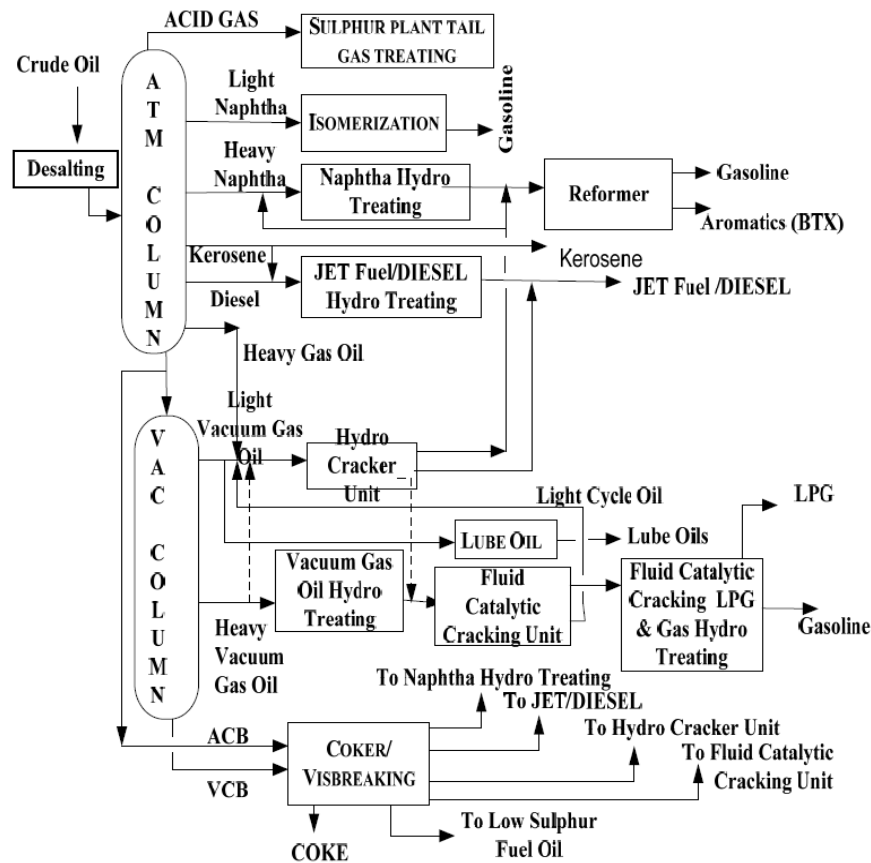 ACID GAS
SULPHUR PLANT TAIL
GAS TREATING
Crude Oil
Desalting
ATM COLUMN
Light
Naphtha
ISOMERIZATION
Gasoline
Heavy
Naphtha
Naphtha Hydro
Treating
Reformer
Gasoline
Aromatics (BTX)
Kerosene
Kerosene
Diesel
JET Fuel/DIESEL
Hydro Treating
JET Fuel /DIESEL
Heavy Gas Oil
VAC COLUMN
Light
Vacuum Gas
Oil
Hydro
Cracker
Unit
Light Cycle Oil
LPG
LUBE OIL
Lube Oils
Vacuum Gas
Oil Hydro
Treating
Fluid
Catalytic
Cracking Unit
Fluid Catalytic
Cracking LPG
& Gas Hydro
Treating
Gasoline
Heavy
Vacuum
Gas Oil
To Naphtha Hydro Treating
To JET/DIESEL
To Hydro Cracker Unit
To Fluid Catalytic
Cracking Unit
ACB
VCB
COKER/
VISBREAKING
COKE
To Low Sulphur
Fuel Oil